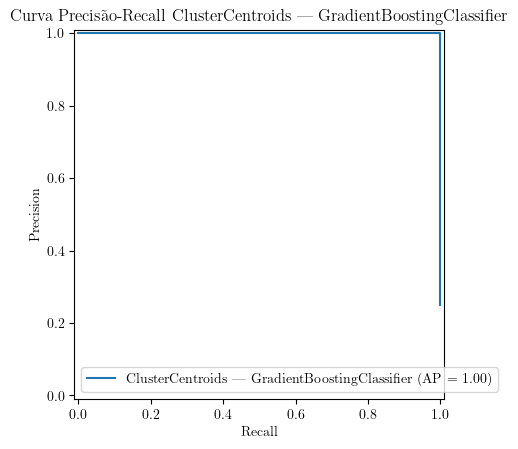 Curva Precisão-Recall ClusterCentroids — GradientBoostingClassifier
1.0
0.8
0.6
0.4
0.2
0.0
Precision
ClusterCentroids — GradientBoostingClassifier (AP = 1.00)
0.0 0.2 0.4 0.6 0.8 1.0
Recall